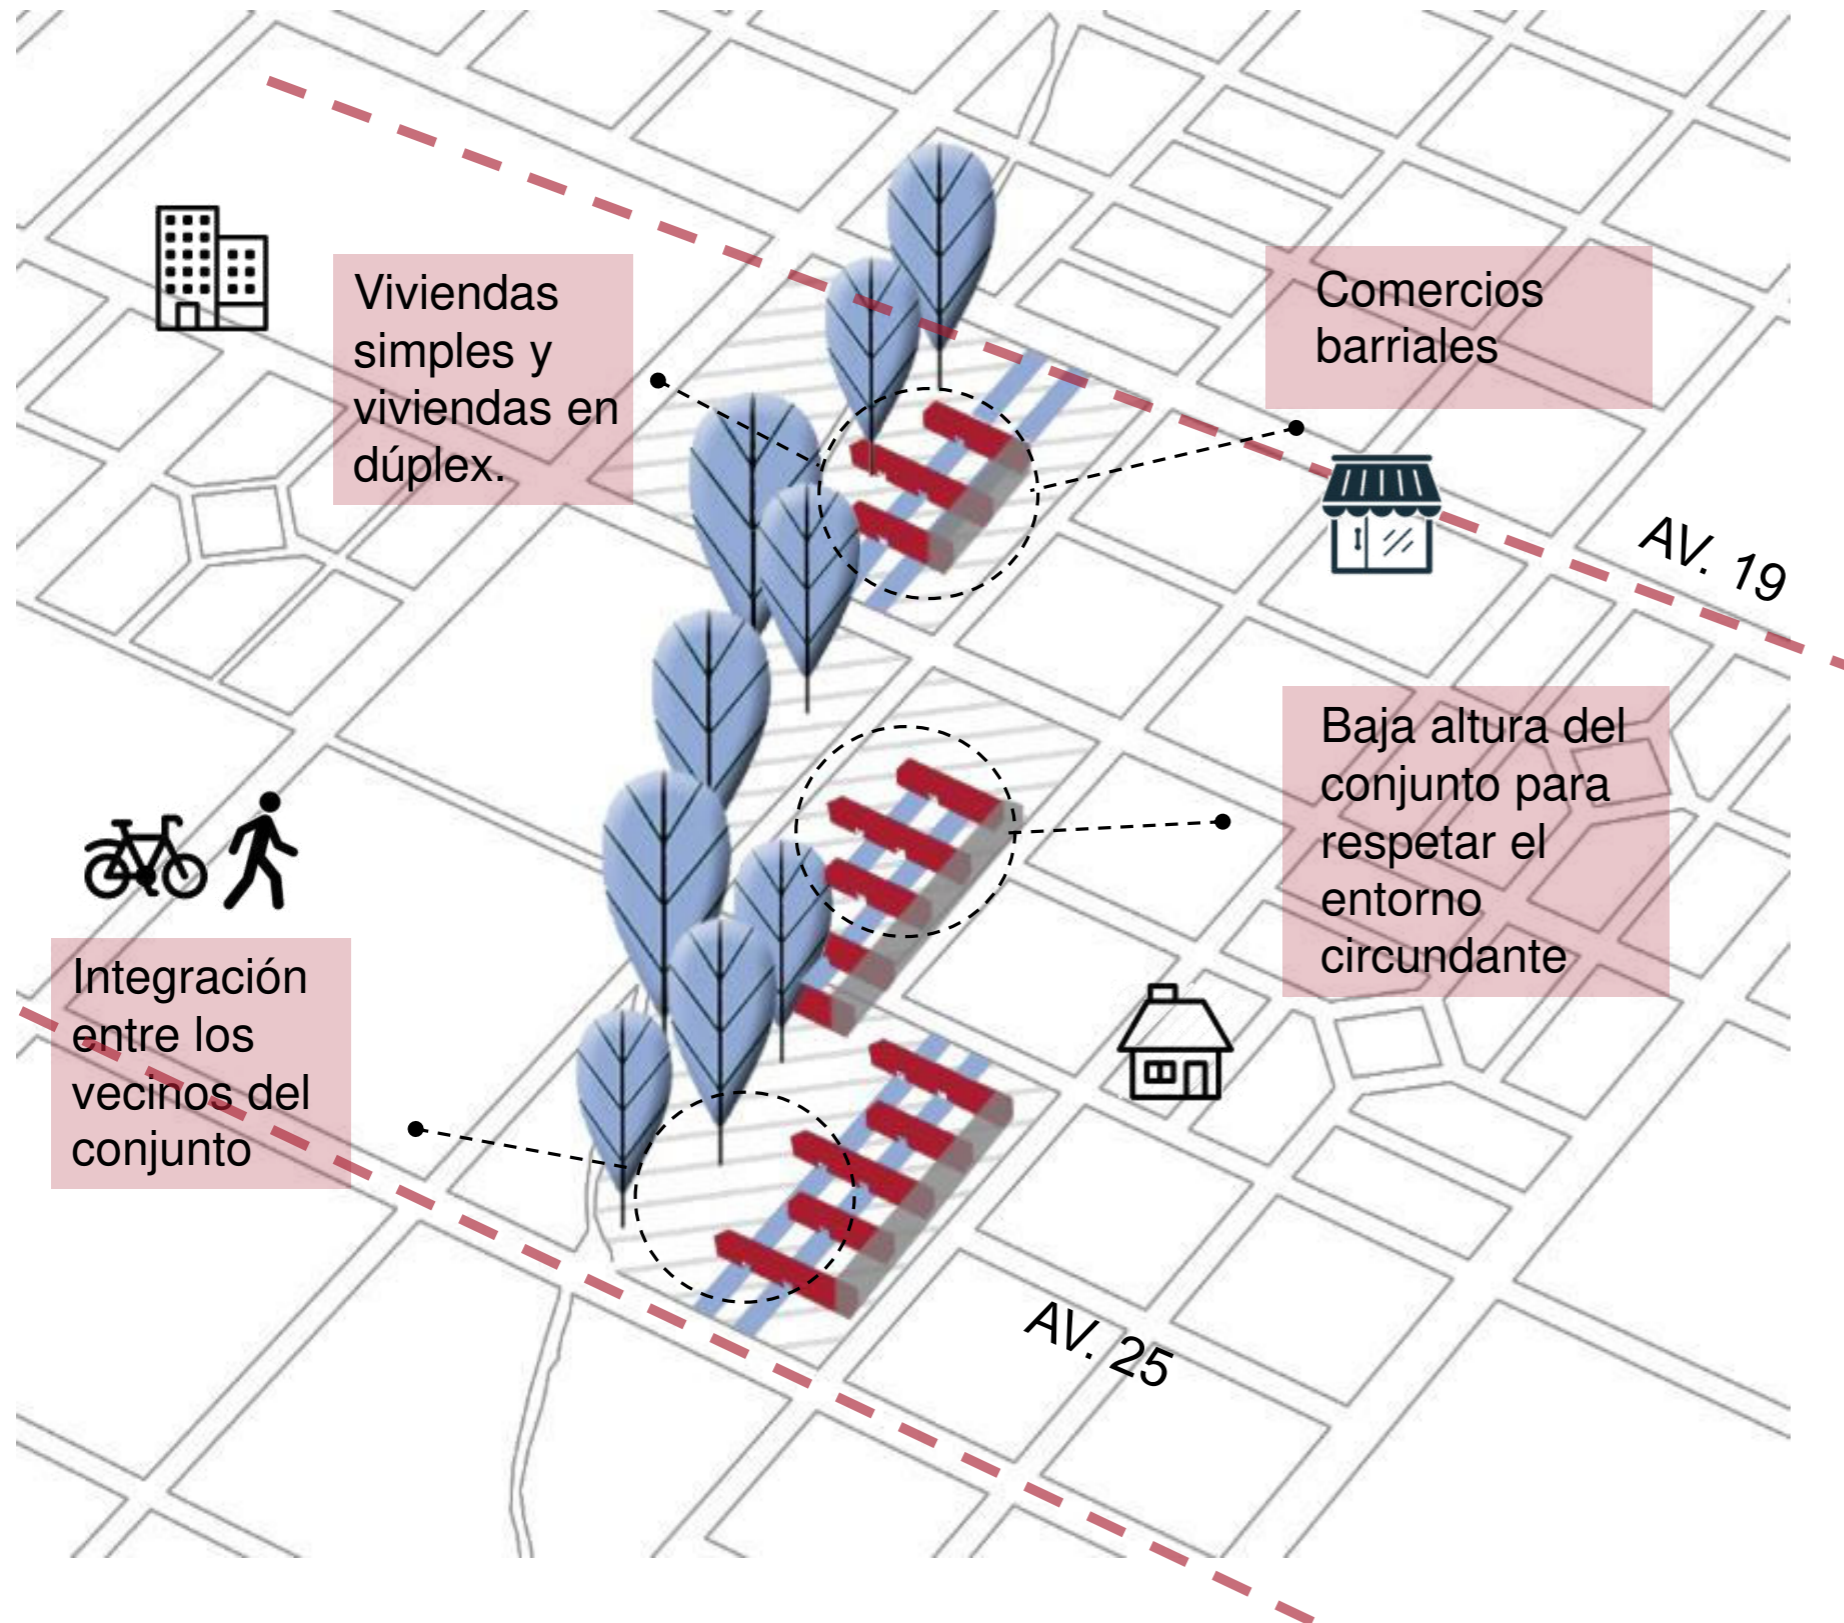 Viviendas
simples y
viviendas en
dúplex.
Comercios
barriales
AV. 19
Baja altura del
conjunto para
respetar el
entorno
circundante
Integración
entre los
vecinos del
conjunto
AV. 25